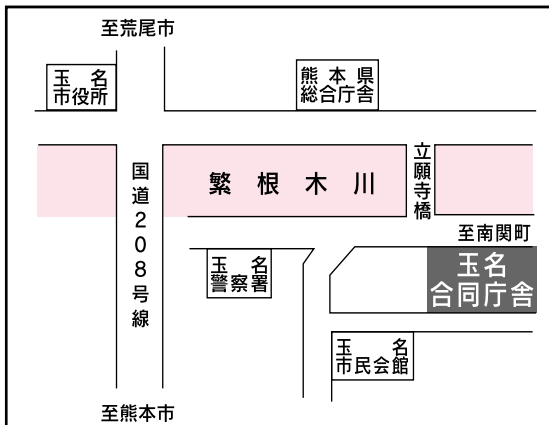 至荒尾市
玉名
市役所
熊本県
総合庁舎
国道208号線
繁根木川
立願寺橋
至南関町
玉名
警察署
玉名
合同庁舎
玉名
市民会館
至熊本市